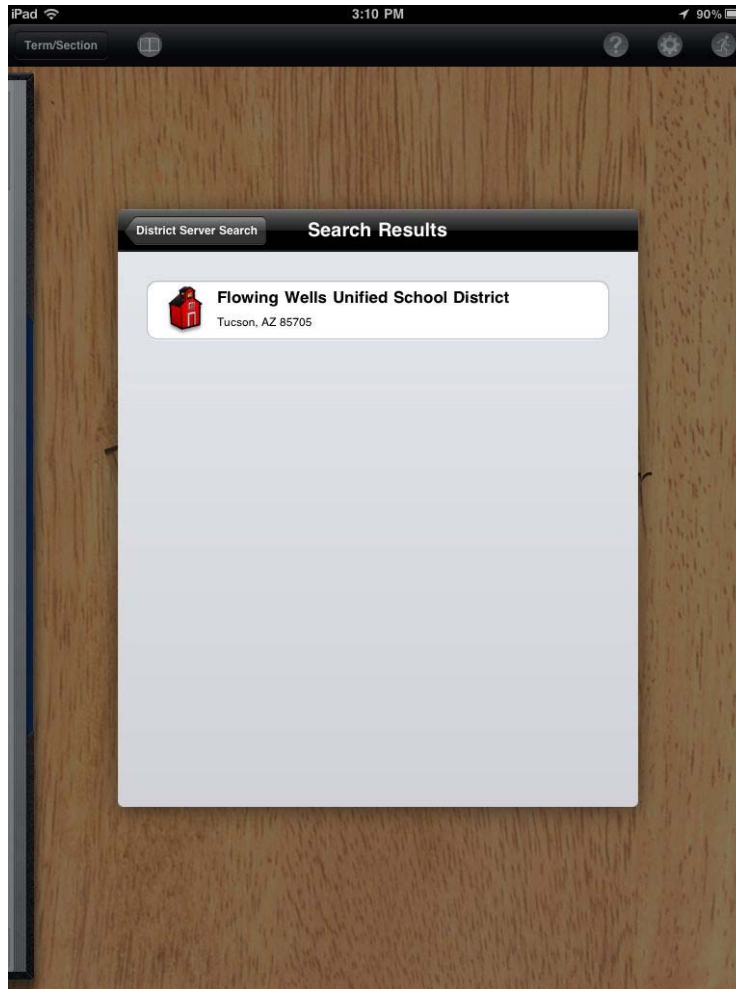 iPad 3:10 PM 90%
Term/Section ?
District Server Search Search Results
Flowing Wells Unified School District
Tucson, AZ 85705